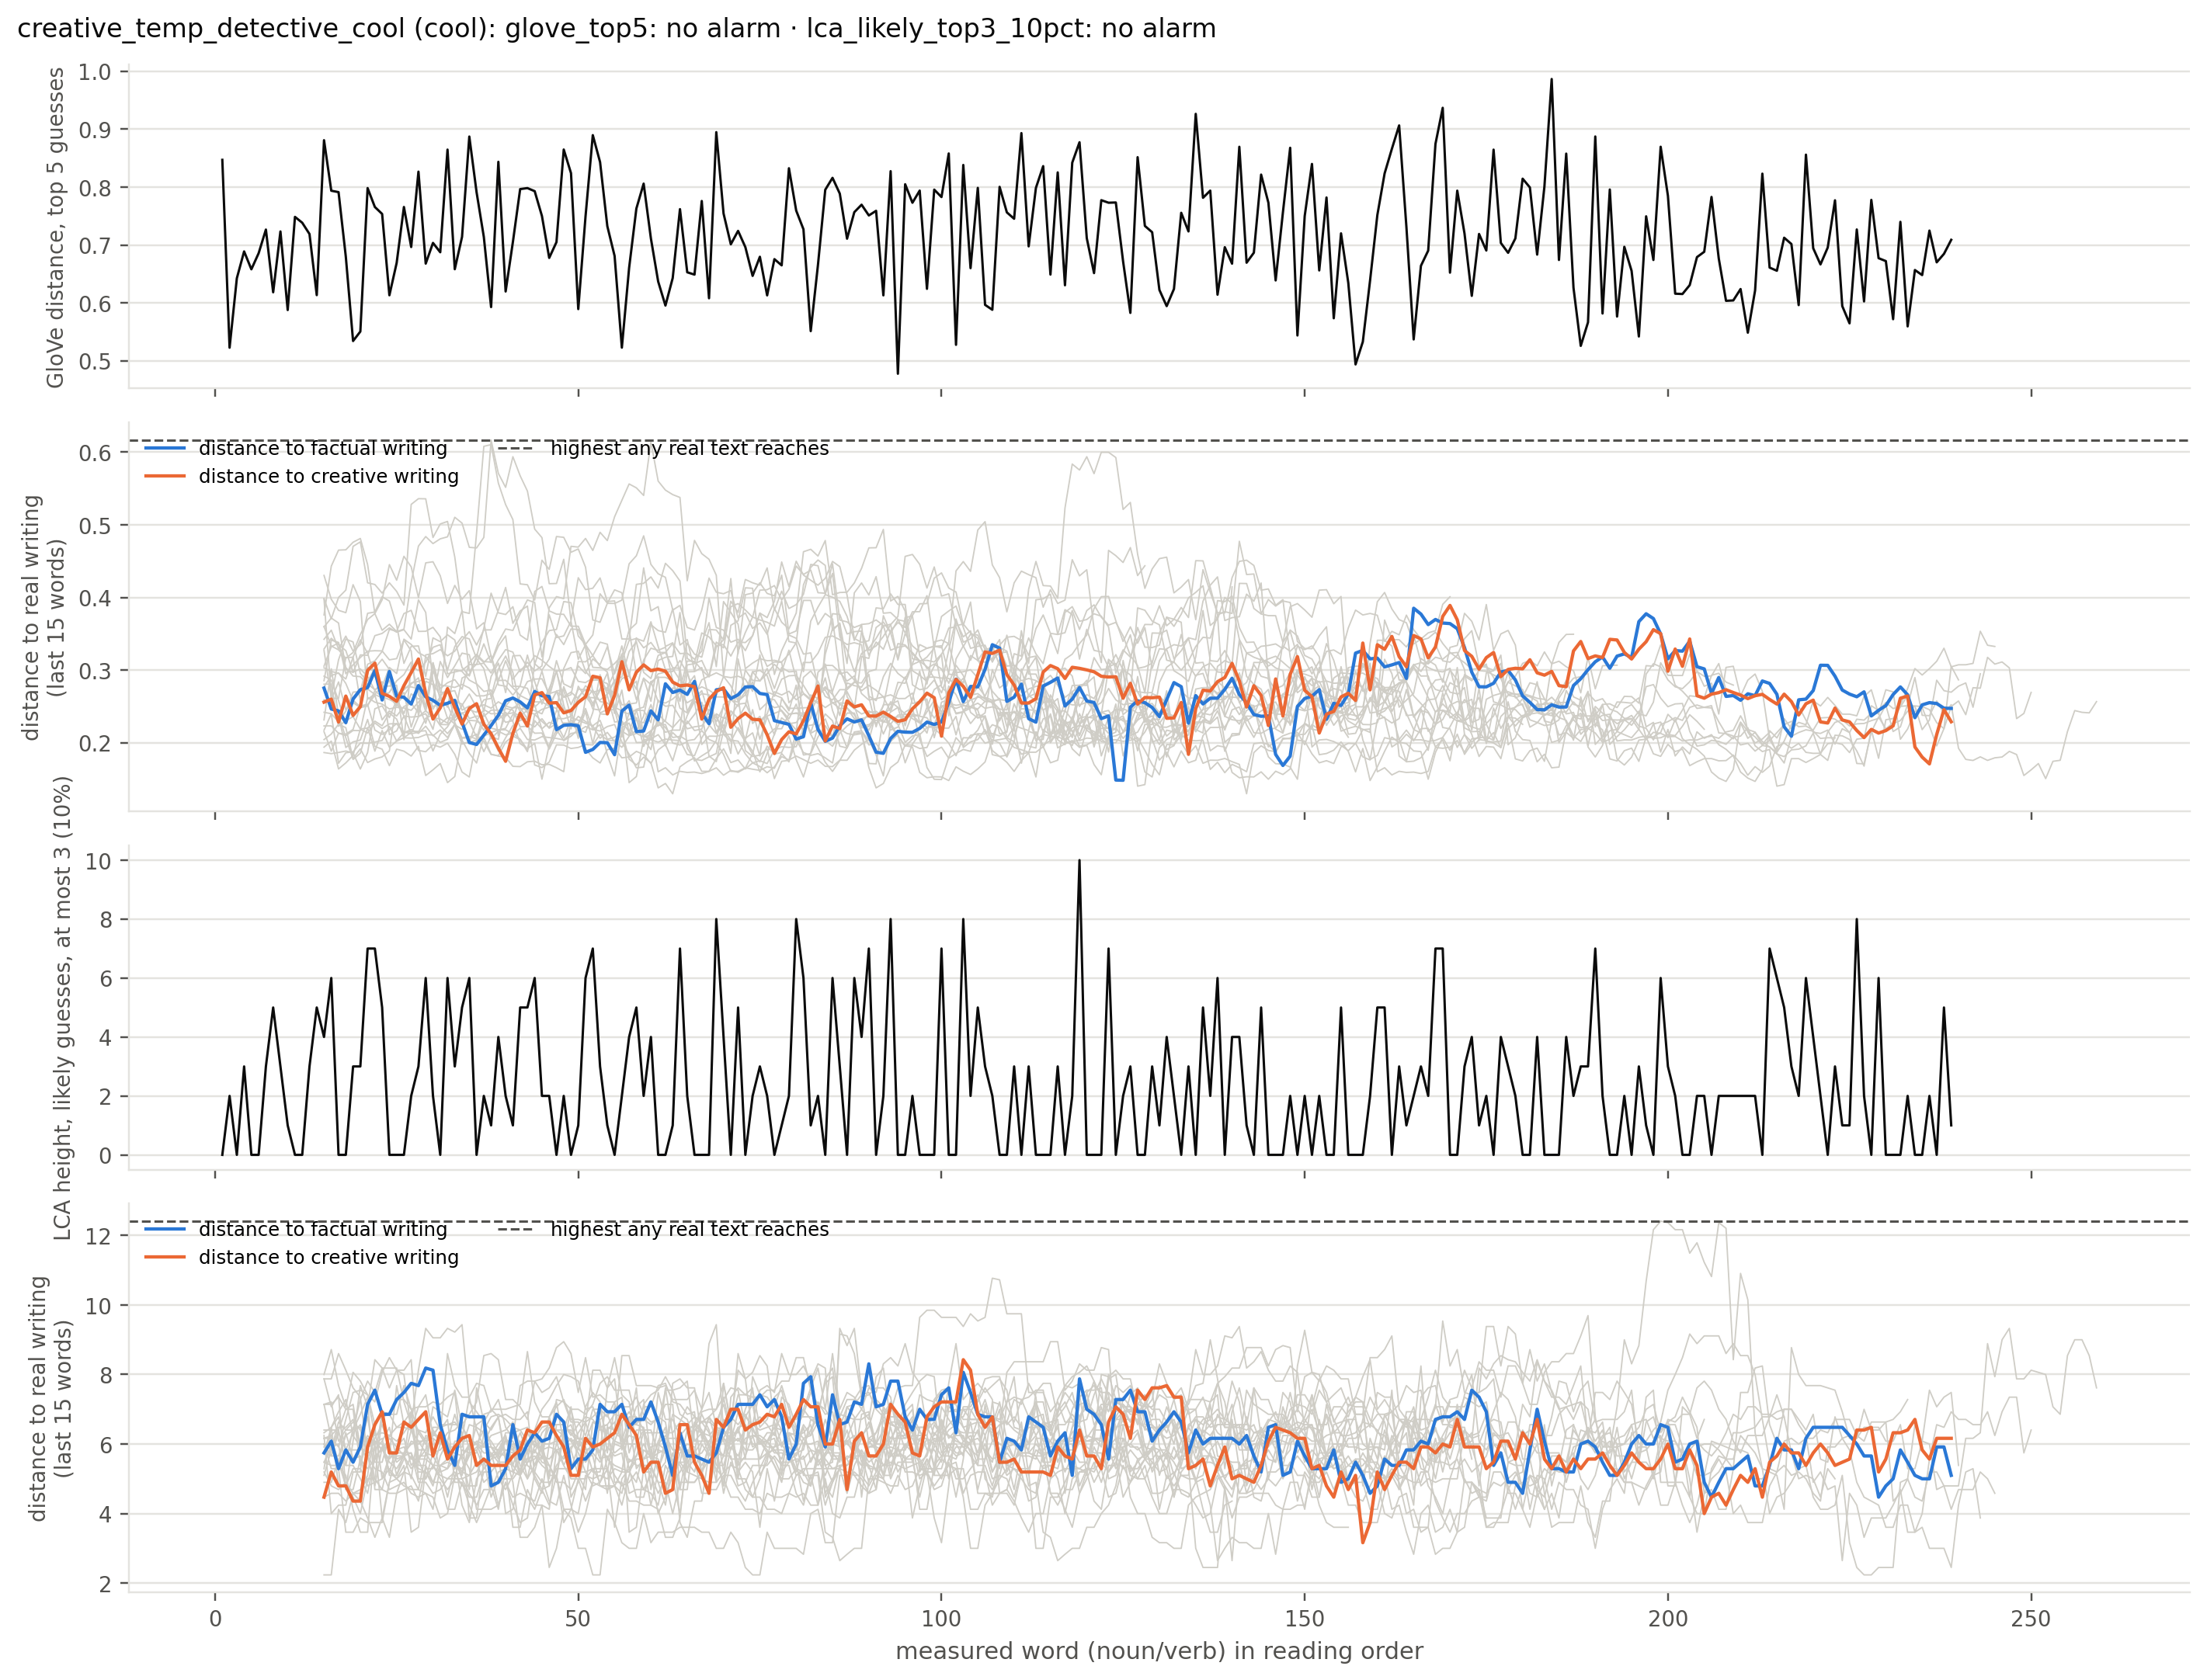 creative_temp_detective_cool (cool): glove_top5: no alarm · lca_likely_top3_10pct: no alarm
GloVe distance, top 5 guesses
1.0
0.9
0.8
0.7
0.6
0.5
distance to real writing
(last 15 words)
0.6
0.5
0.4
0.3
0.2
distance to factual writing
distance to creative writing
highest any real text reaches
LCA height, likely guesses, at most 3 (10%)
10
8
6
4
2
0
distance to real writing
(last 15 words)
12
10
8
6
4
2
distance to factual writing
distance to creative writing
highest any real text reaches
0 50 100 150 200 250
measured word (noun/verb) in reading order